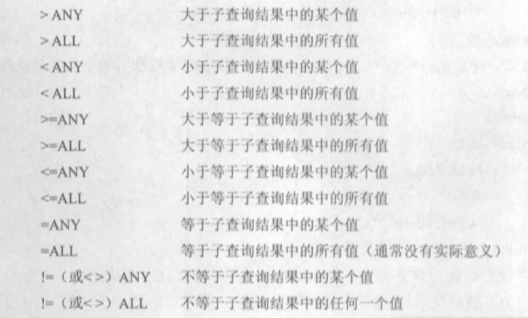 > ANY 大于子查询结果中的某个值
> ALL 大于子查询结果中的所有值
< ANY 小于子查询结果中的某个值
< ALL 小于子查询结果中的所有值
>=ANY 大于等于子查询结果中的某个值
>=ALL 大于等于子查询结果中的所有值
<=ANY 小于等于子查询结果中的某个值
<=ALL 小于等于子查询结果中的所有值
=ANY 等于子查询结果中的某个值
=ALL 等于子查询结果中的所有值（通常没有实际意义）
!=（或<>）ANY 不等于子查询结果中的某个值
!=（或<>）ALL 不等于子查询结果中的任何一个值